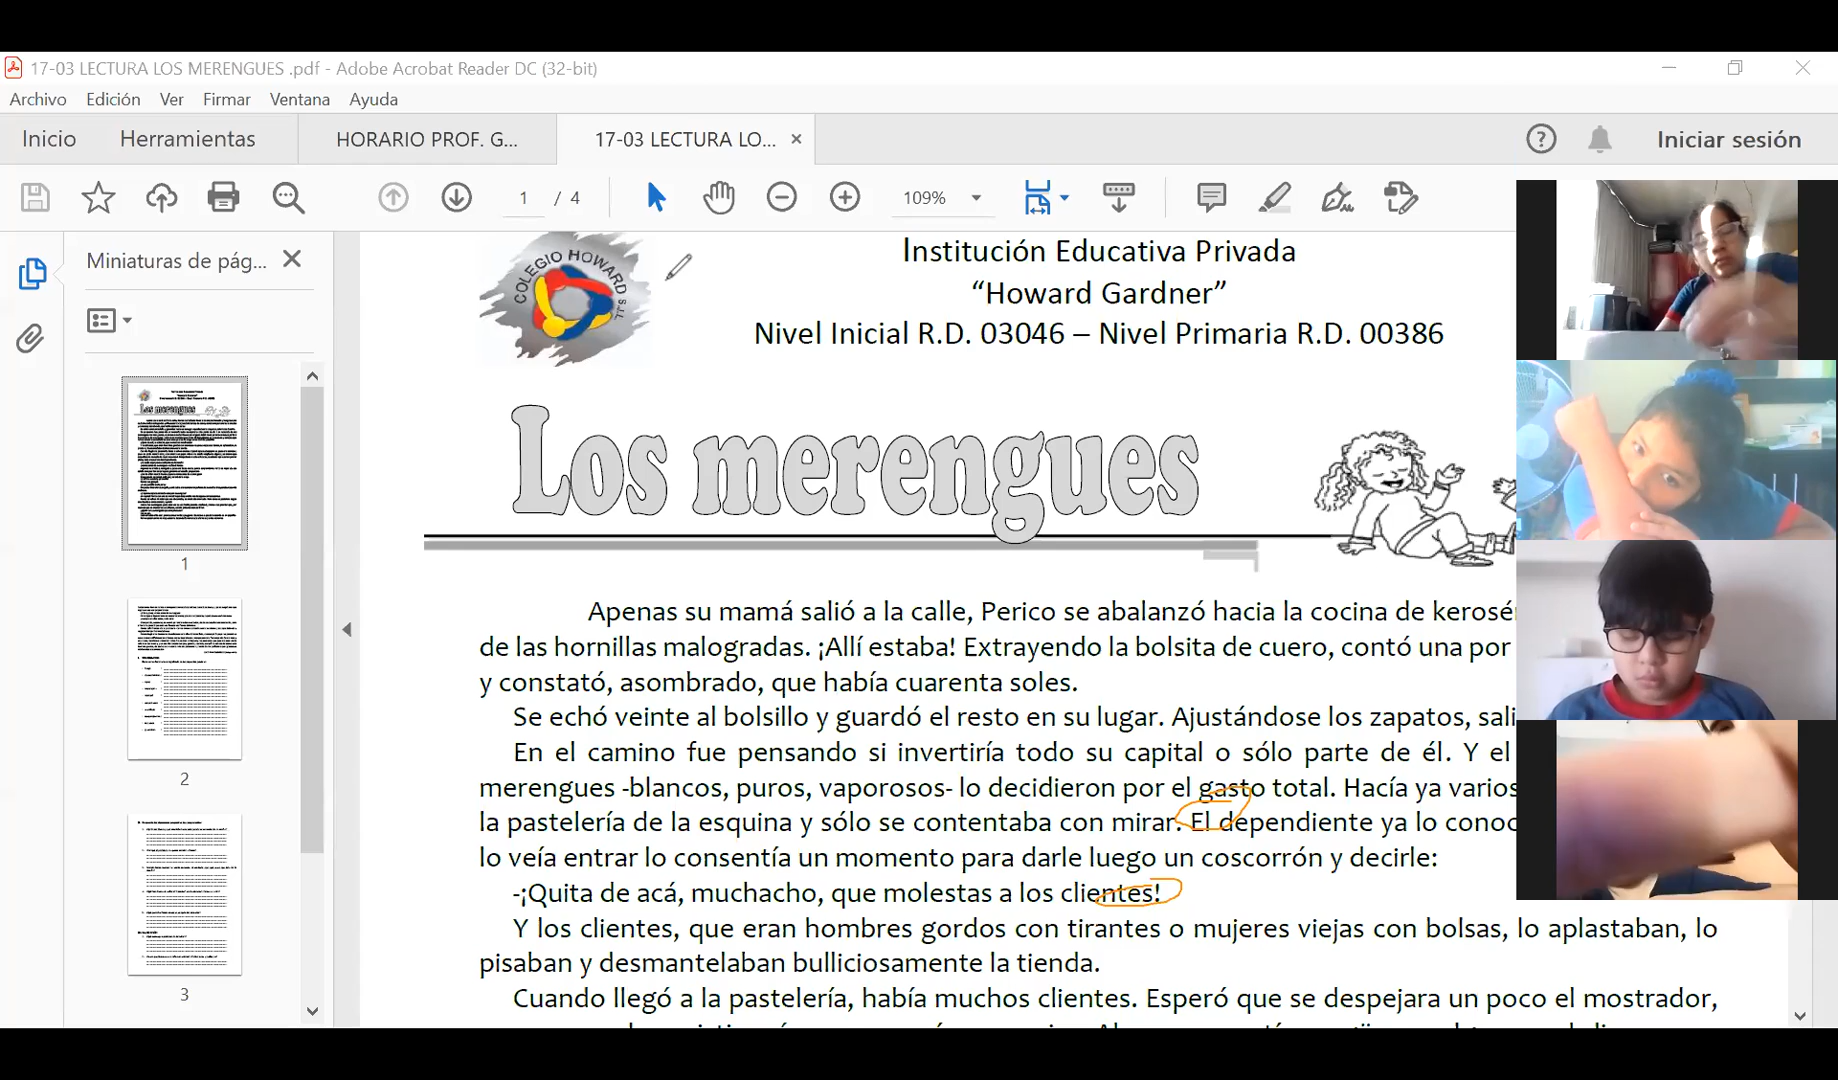 17-03 LECTURA LOS MERENGUES .pdf - Adobe Acrobat Reader DC (32-bit)
Archivo Edición Ver Firmar Ventana Ayuda
Inicio Herramientas HORARIO PROF. G... 17-03 LECTURA LO... Iniciar sesión
1 / 4 109%
Miniaturas de pág...
COLEGIO HOWARD S.J.L.
Institución Educativa Privada
“Howard Gardner”
Nivel Inicial R.D. 03046 – Nivel Primaria R.D. 00386
Los merengues
Apenas su mamá salió a la calle, Perico se abalanzó hacia la cocina de kerosén
de las hornillas malogradas. ¡Allí estaba! Extrayendo la bolsita de cuero, contó una por
y constató, asombrado, que había cuarenta soles.
Se echó veinte al bolsillo y guardó el resto en su lugar. Ajustándose los zapatos, sali
En el camino fue pensando si invertiría todo su capital o sólo parte de él. Y el
merengues -blancos, puros, vaporosos- lo decidieron por el gasto total. Hacía ya varios
la pastelería de la esquina y sólo se contentaba con mirar. El dependiente ya lo conoc
lo veía entrar lo consentía un momento para darle luego un coscorrón y decirle:
-¡Quita de acá, muchacho, que molestas a los clientes!
Y los clientes, que eran hombres gordos con tirantes o mujeres viejas con bolsas, lo aplastaban, lo
pisaban y desmantelaban bulliciosamente la tienda.
Cuando llegó a la pastelería, había muchos clientes. Esperó que se despejara un poco el mostrador,
1
2
3